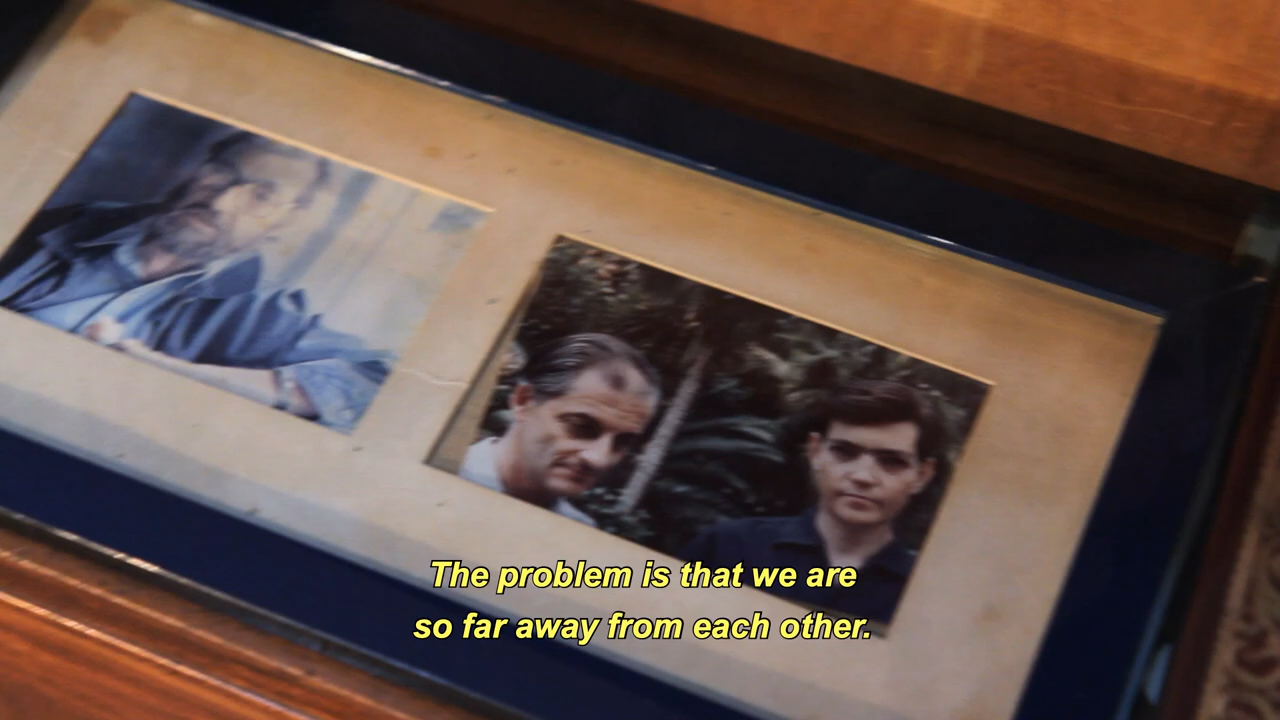 The problem is that we are
so far away from each other.